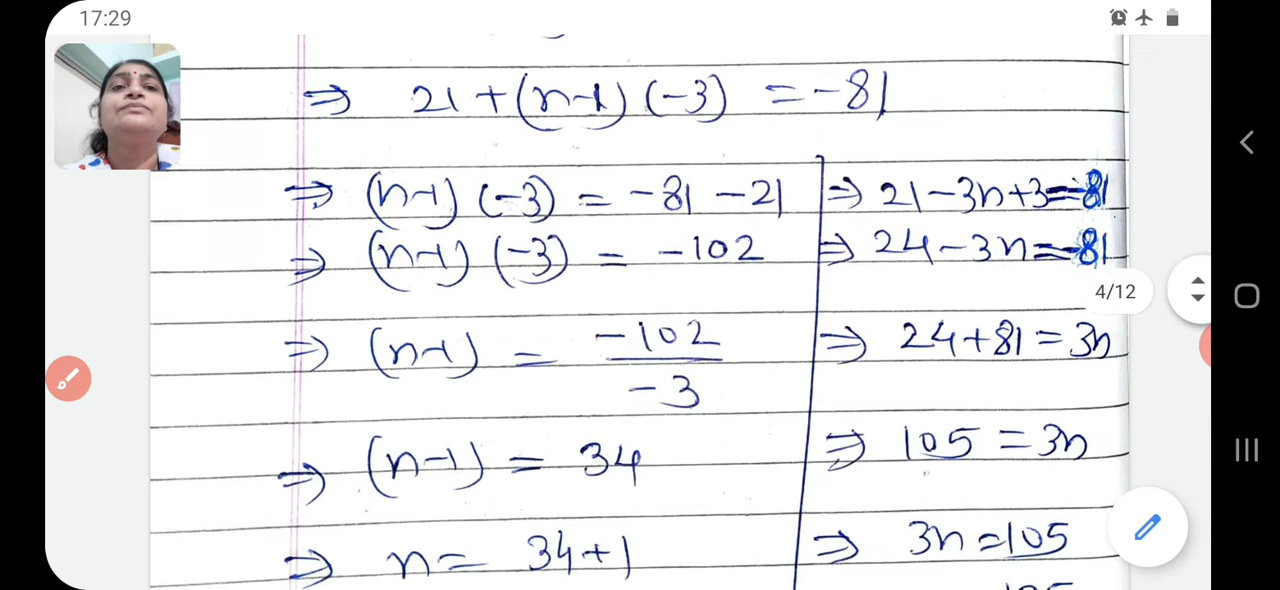 17:29
⇒ 21 + (n-1) (-3) = -81
⇒ (n-1) (-3) = -81 - 21
⇒ (n-1) (-3) = -102
⇒ (n-1) = -102 / -3
⇒ (n-1) = 34
⇒ n = 34+1
⇒ 21 - 3n + 3 = -81
⇒ 24 - 3n = -81
⇒ 24 + 81 = 3n
⇒ 105 = 3n
⇒ 3n = 105
4/12